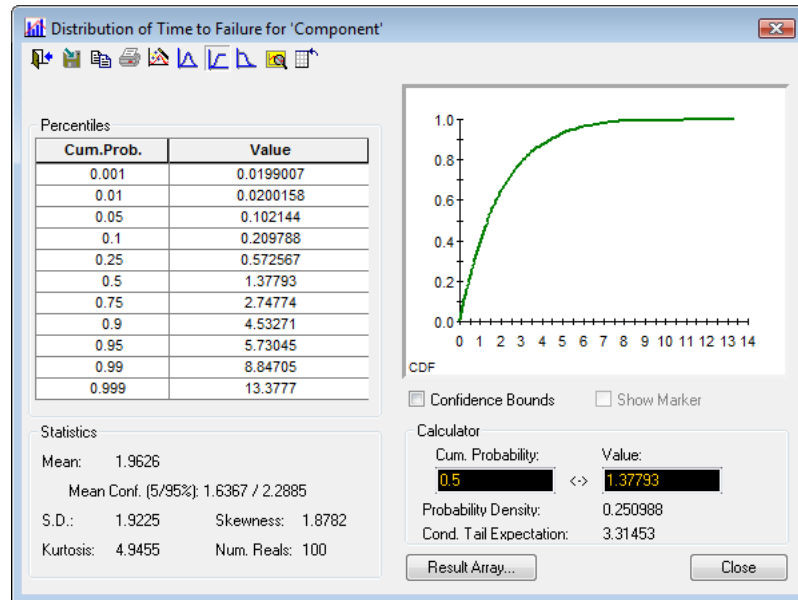 Distribution of Time to Failure for 'Component'
Percentiles
Cum.Prob. Value
0.001 0.0199007
0.01 0.0200158
0.05 0.102144
0.1 0.209788
0.25 0.572567
0.5 1.37793
0.75 2.74774
0.9 4.53271
0.95 5.73045
0.99 8.84705
0.999 13.3777
Statistics
Mean: 1.9626
Mean Conf. (5/95%): 1.6367 / 2.2885
S.D.: 1.9225 Skewness: 1.8782
Kurtosis: 4.9455 Num. Reals: 100
1.0
0.8
0.6
0.4
0.2
0.0
0 1 2 3 4 5 6 7 8 9 10 11 12 13 14
CDF
Confidence Bounds Show Marker
Calculator
Cum. Probability: Value:
0.5 <-> 1.37793
Probability Density: 0.250988
Cond. Tail Expectation: 3.31453
Result Array... Close